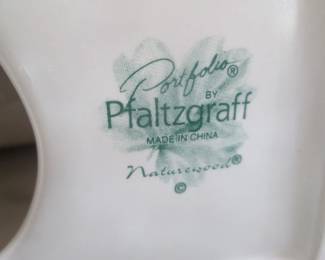 Portfolio®
BY
Pfaltzgraff
MADE IN CHINA
Naturewood®
©